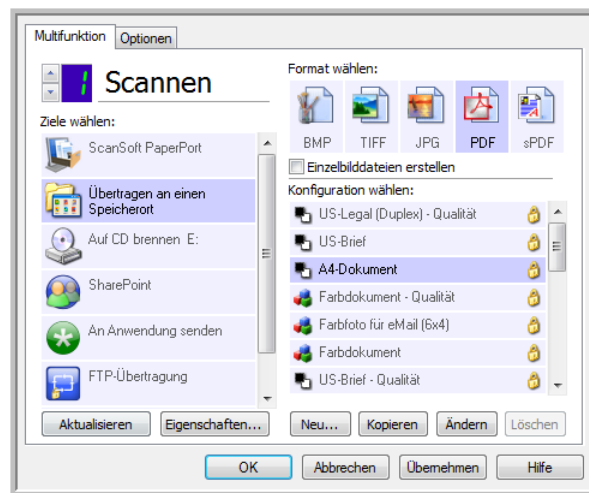 Multifunktion Optionen
1 Scannen
Ziele wählen:
ScanSoft PaperPort
Übertragen an einen
Speicherort
Auf CD brennen E:
SharePoint
An Anwendung senden
FTP-Übertragung
Aktualisieren Eigenschaften...
Format wählen:
BMP TIFF JPG PDF sPDF
Einzelbilddateien erstellen
Konfiguration wählen:
US-Legal (Duplex) - Qualität
US-Brief
A4-Dokument
Farbdokument - Qualität
Farbfoto für eMail (6x4)
Farbdokument
US-Brief - Qualität
Neu... Kopieren Ändern Löschen
OK Abbrechen Übernehmen Hilfe